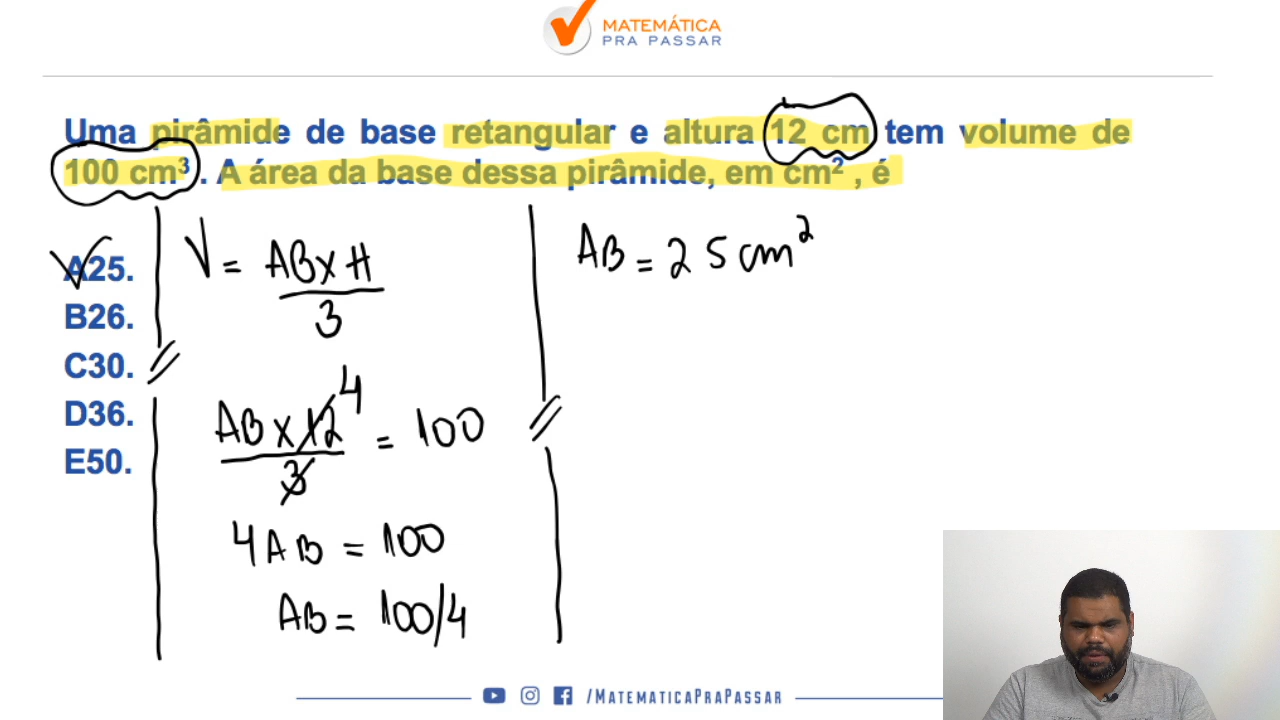 MATEMÁTICA
PRA PASSAR
Uma pirâmide de base retangular e altura 12 cm tem volume de
100 cm³ . A área da base dessa pirâmide, em cm² , é
A25.
B26.
C30.
D36.
E50.
V = AB x H
3
AB x 12 4 = 100
3
4AB = 100
AB = 100/4
AB = 25 cm²
/MATEMATICAPRAPASSAR